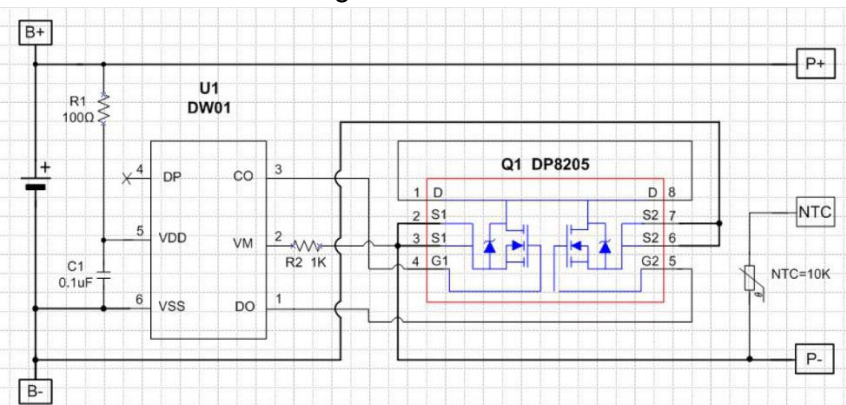 B+
P+
U1
DW01
R1
100Ω
Q1 DP8205
4 DP CO 3
1 D D 8
2 S1 S2 7
NTC
5 VDD VM 2
3 S1 S2 6
R2 1K
4 G1 G2 5
C1
0.1uF
NTC=10K
θ
6 VSS DO 1
P-
B-
+